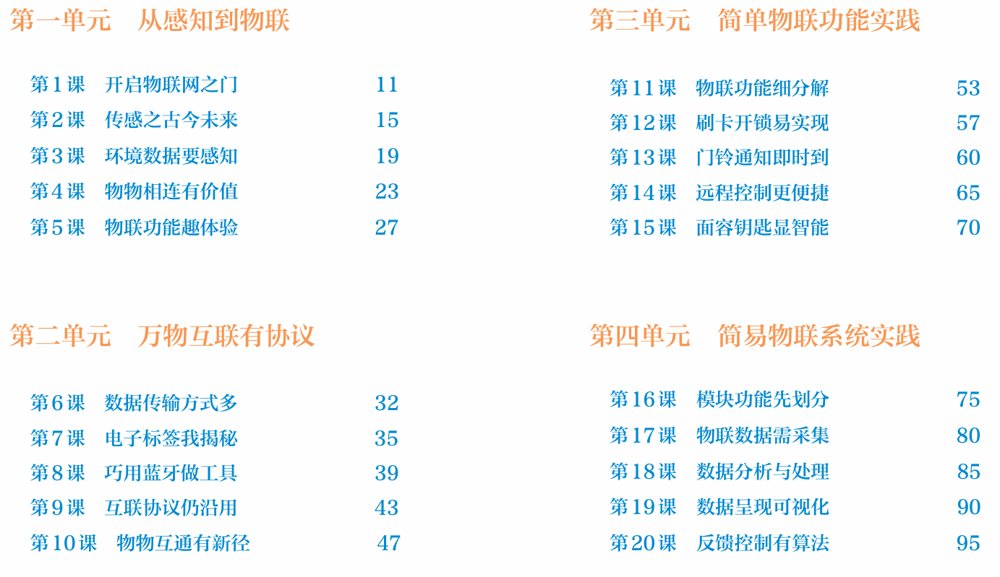 第一单元 从感知到物联
第1课 开启物联网之门 11
第2课 传感之古今未来 15
第3课 环境数据要感知 19
第4课 物物相连有价值 23
第5课 物联功能趣体验 27
第二单元 万物互联有协议
第6课 数据传输方式多 32
第7课 电子标签我揭秘 35
第8课 巧用蓝牙做工具 39
第9课 互联协议仍沿用 43
第10课 物物互通有新径 47
第三单元 简单物联功能实践
第11课 物联功能细分解 53
第12课 刷卡开锁易实现 57
第13课 门铃通知即时到 60
第14课 远程控制更便捷 65
第15课 面容钥匙显智能 70
第四单元 简易物联系统实践
第16课 模块功能先划分 75
第17课 物联数据需采集 80
第18课 数据分析与处理 85
第19课 数据呈现可视化 90
第20课 反馈控制有算法 95